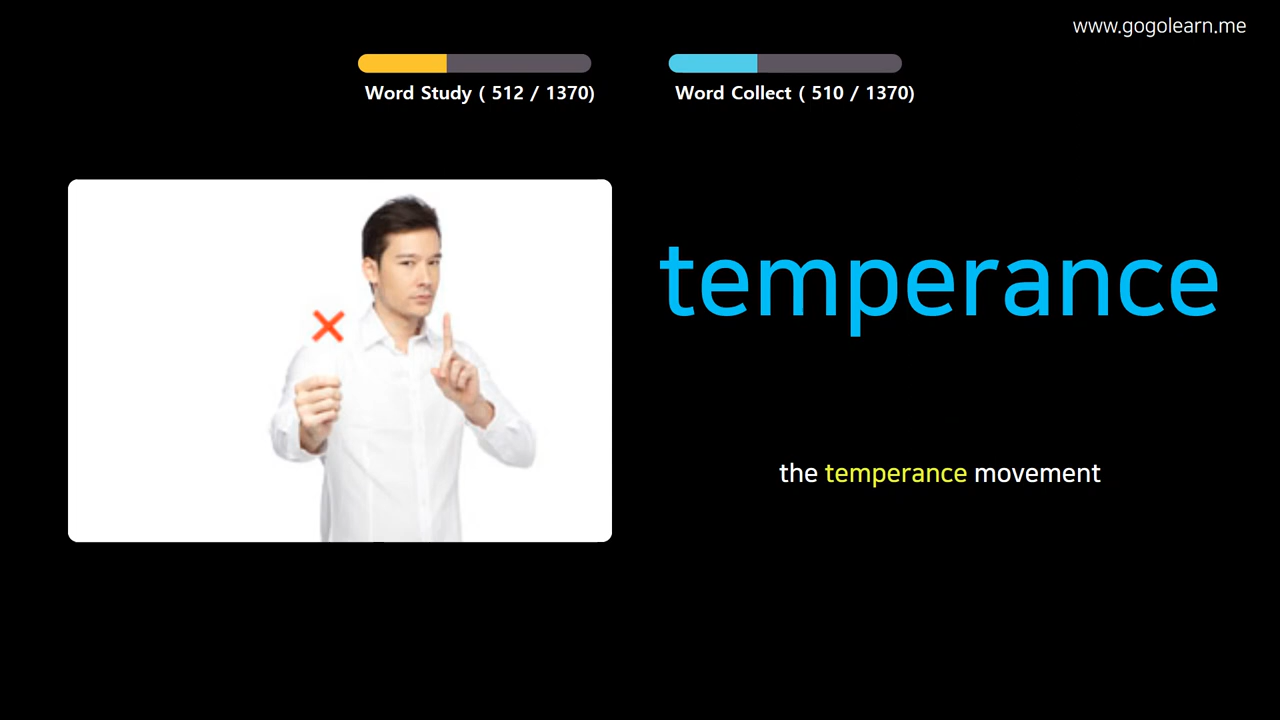 www.gogolearn.me
Word Study ( 512 / 1370)
Word Collect ( 510 / 1370)
temperance
the temperance movement